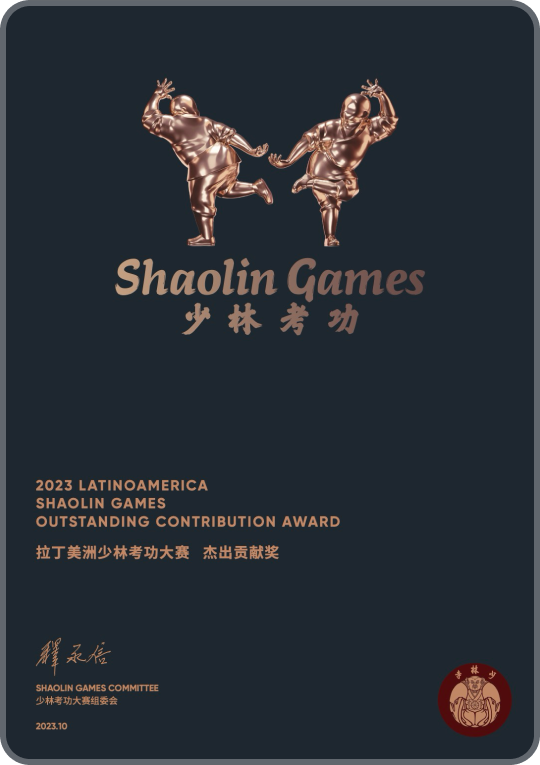 Shaolin Games
少林考功
2023 LATINOAMERICA
SHAOLIN GAMES
OUTSTANDING CONTRIBUTION AWARD
拉丁美洲少林考功大赛 杰出贡献奖
釋永信
SHAOLIN GAMES COMMITTEE
少林考功大赛组委会
2023.10
寺林少